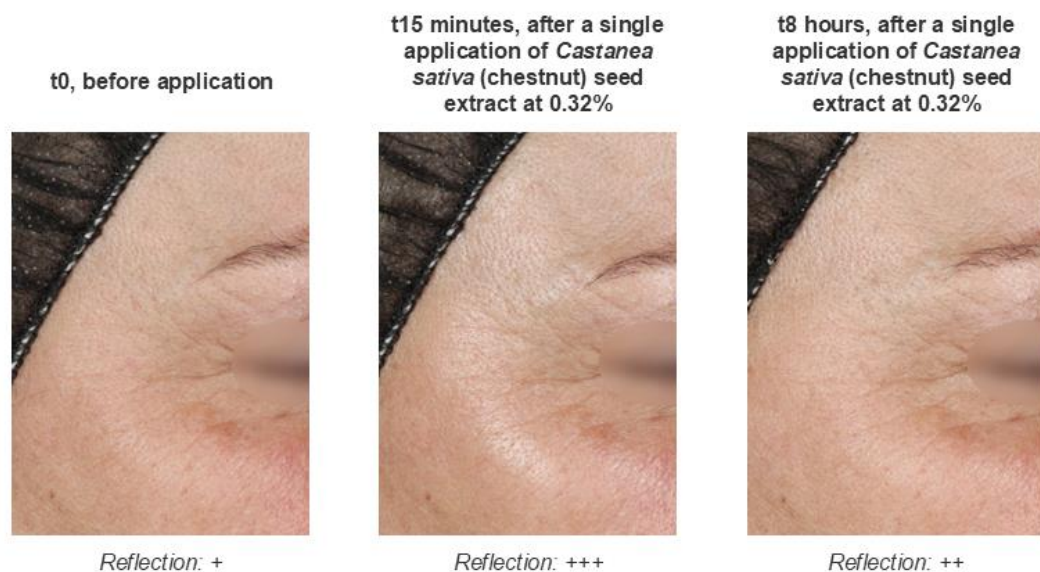 t0, before application
t15 minutes, after a single
application of Castanea
sativa (chestnut) seed
extract at 0.32%
t8 hours, after a single
application of Castanea
sativa (chestnut) seed
extract at 0.32%
Reflection: +
Reflection: +++
Reflection: ++